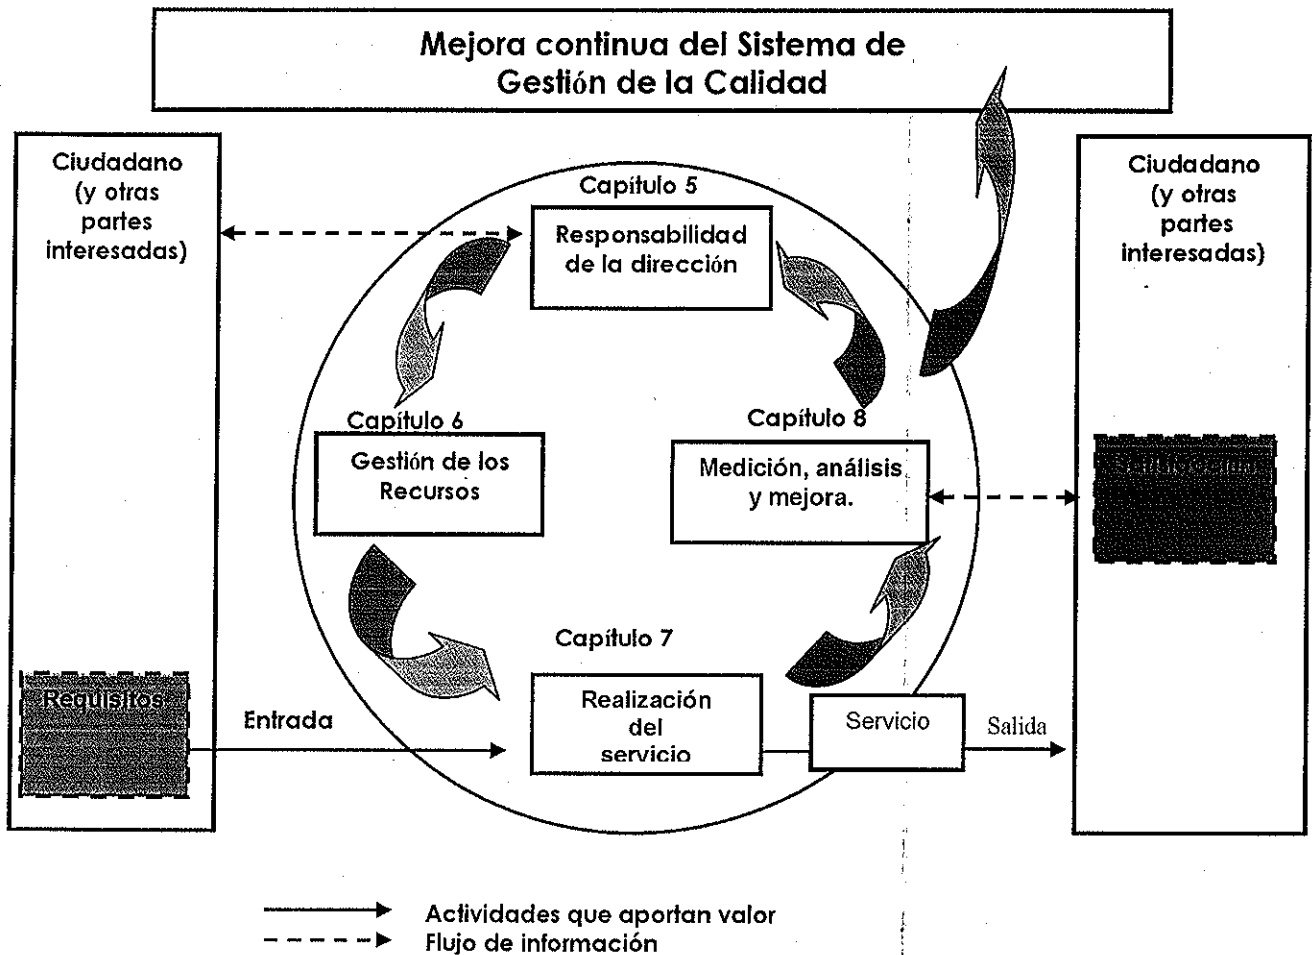 Mejora continua del Sistema de
Gestión de la Calidad
Ciudadano
(y otras
partes
interesadas)
Capítulo 5
Responsabilidad
de la dirección
Ciudadano
(y otras
partes
interesadas)
Capítulo 6
Gestión de los
Recursos
Capítulo 8
Medición, análisis
y mejora.
Capítulo 7
Realización
del
servicio
Requisitos
Entrada
Servicio
Salida
Actividades que aportan valor
Flujo de información